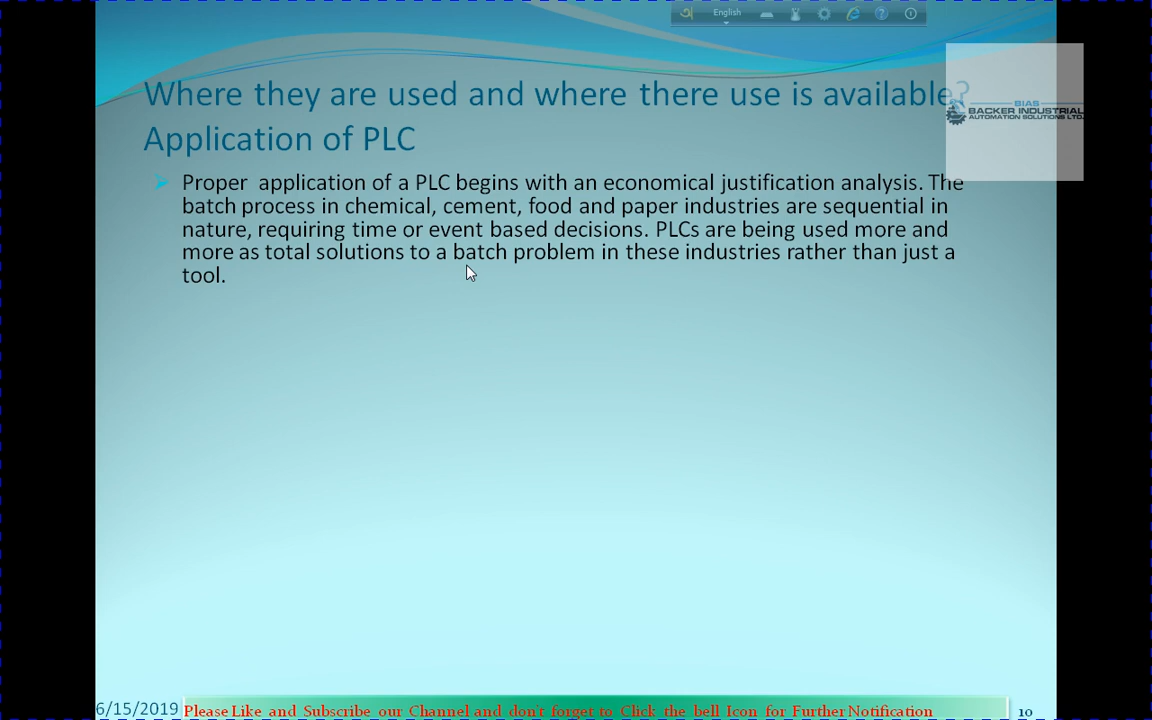 English
Where they are used and where there use is available?
Application of PLC
BIAS
BACKER INDUSTRIAL
AUTOMATION SOLUTIONS LTD.
Proper application of a PLC begins with an economical justification analysis. The
batch process in chemical, cement, food and paper industries are sequential in
nature, requiring time or event based decisions. PLCs are being used more and
more as total solutions to a batch problem in these industries rather than just a
tool.
6/15/2019 Please Like and Subscribe our Channel and don't forget to Click the bell Icon for Further Notification 10